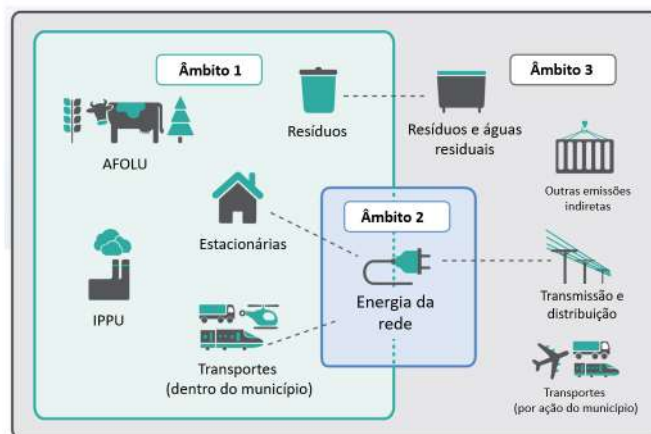 Âmbito 1
AFOLU
Resíduos
Estacionárias
IPPU
Transportes
(dentro do município)
Âmbito 2
Energia da
rede
Âmbito 3
Resíduos e águas
residuais
Outras emissões
indiretas
Transmissão e
distribuição
Transportes
(por ação do município)